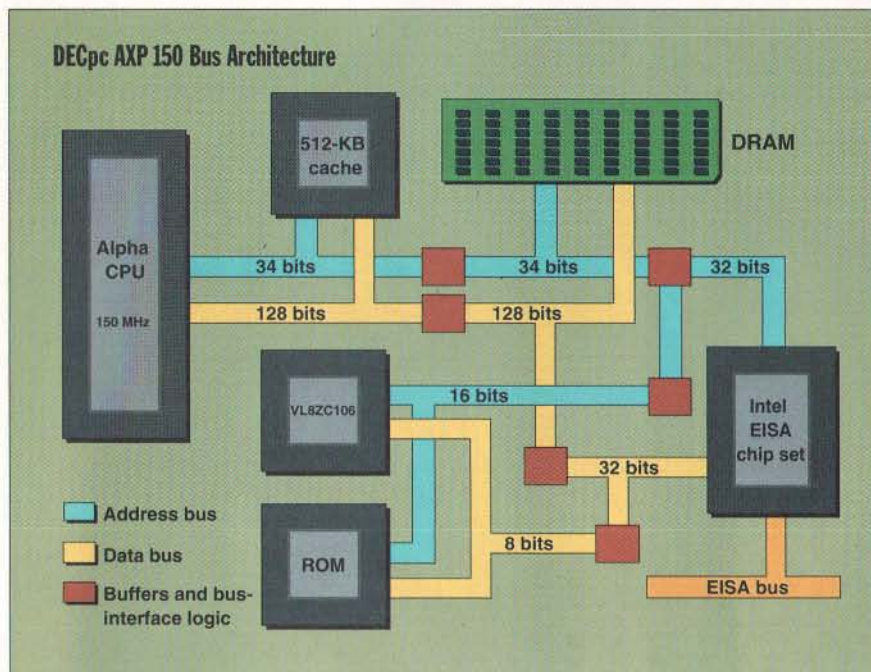 DECpc AXP 150 Bus Architecture
512-KB
cache
DRAM
Alpha
CPU
150 MHz
34 bits
34 bits
32 bits
128 bits
128 bits
VL8ZC106
16 bits
Intel
EISA
chip set
32 bits
Address bus
Data bus
Buffers and bus-
interface logic
ROM
8 bits
EISA bus